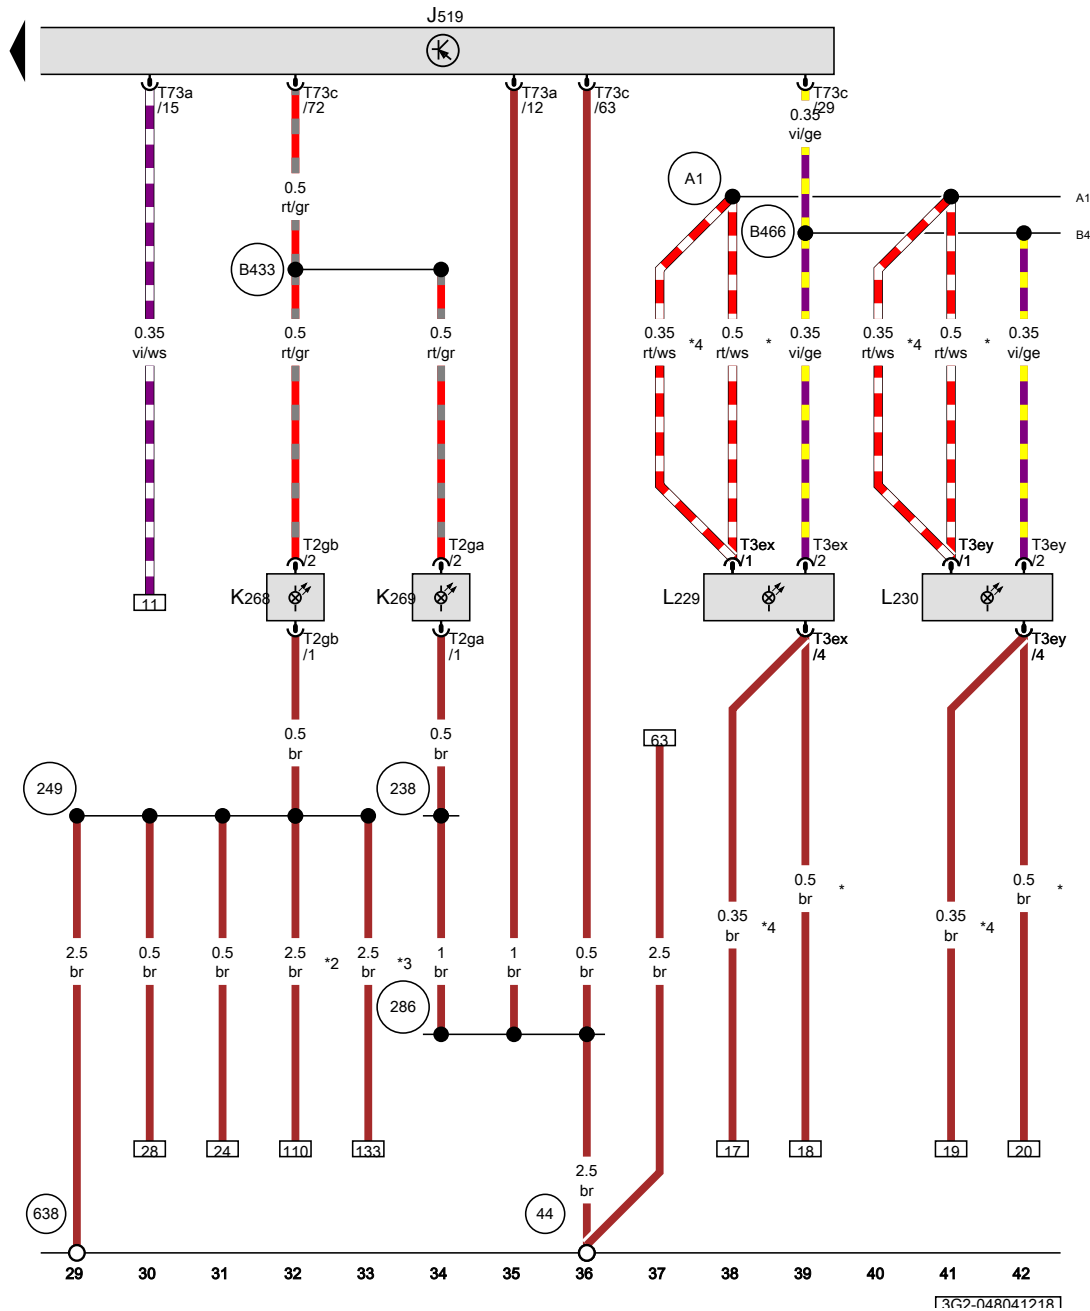 J519
T73a
/15
T73c
/72
T73a
/12
T73c
/63
T73c
/29
0.35
vi/ge
A1
A1
B466
B4
0.5
rt/gr
B433
0.35
vi/ws
0.5
rt/gr
0.5
rt/gr
0.35
rt/ws
*4
0.5
rt/ws
*
0.35
vi/ge
0.35
rt/ws
*4
0.5
rt/ws
*
0.35
vi/ge
T2gb
/2
T2ga
/2
T3ex
/1
T3ex
/2
T3ey
/1
T3ey
/2
11
K268
K269
L229
L230
T2gb
/1
T2ga
/1
T3ex
/4
T3ey
/4
0.5
br
0.5
br
63
249
238
0.5
br
*
0.5
br
*
0.35
br
*4
0.35
br
*4
2.5
br
0.5
br
0.5
br
2.5
br
*2
2.5
br
*3
1
br
1
br
0.5
br
2.5
br
286
28
24
110
133
17
18
19
20
2.5
br
638
44
29 30 31 32 33 34 35 36 37 38 39 40 41 42
3G2-048041218